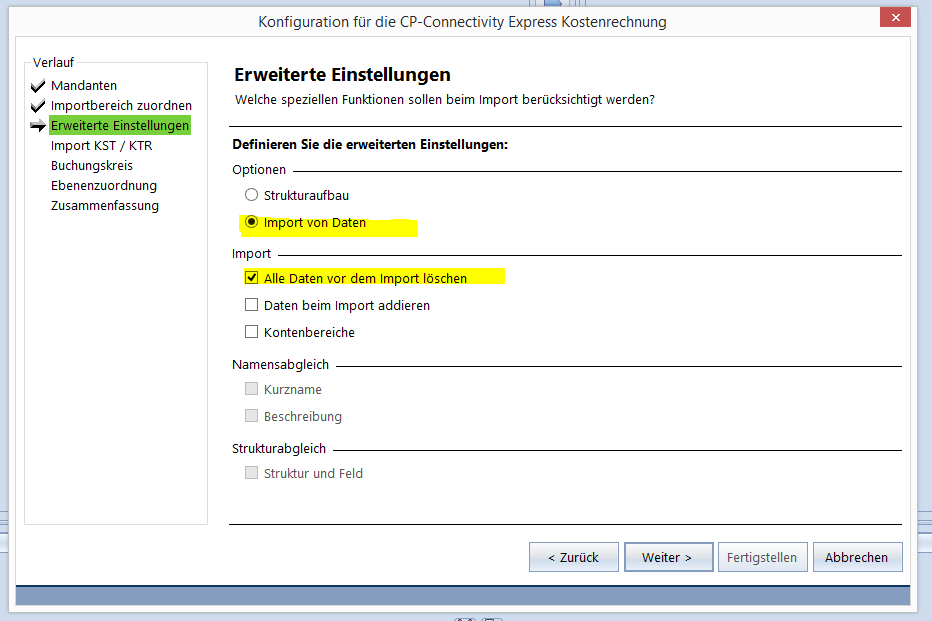 Konfiguration für die CP-Connectivity Express Kostenrechnung
Verlauf
Mandanten
Importbereich zuordnen
Erweiterte Einstellungen
Import KST / KTR
Buchungskreis
Ebenenzuordnung
Zusammenfassung
Erweiterte Einstellungen
Welche speziellen Funktionen sollen beim Import berücksichtigt werden?
Definieren Sie die erweiterten Einstellungen:
Optionen
Strukturaufbau
Import von Daten
Import
Alle Daten vor dem Import löschen
Daten beim Import addieren
Kontenbereiche
Namensabgleich
Kurzname
Beschreibung
Strukturabgleich
Struktur und Feld
< Zurück
Weiter >
Fertigstellen
Abbrechen